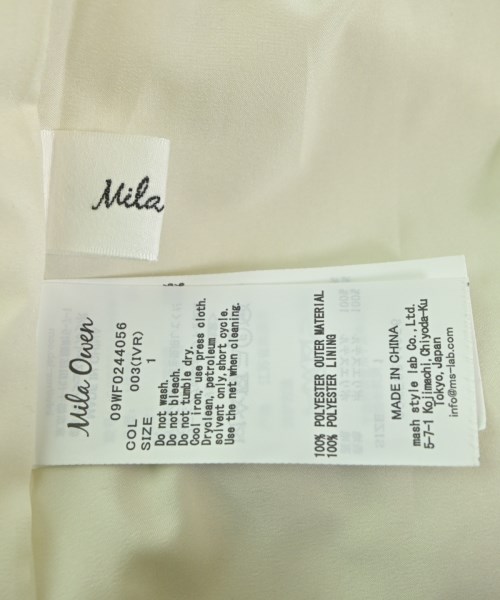 Mila
Mila Owen
09WF0244056
COL 003(IVR)
SIZE 1
Do not wash.
Do not bleach.
Do not tumble dry.
Cool iron, use press cloth.
Dryclean, petroleum
solvent only,short cycle.
Use the net when cleaning.
100% POLYESTER OUTER MATERIAL
100% POLYESTER LINING
MADE IN CHINA
mash style lab Co.,Ltd.
5-7-1 Kojimachi,Chiyoda-Ku
Tokyo,Japan
info@ms-lab.com